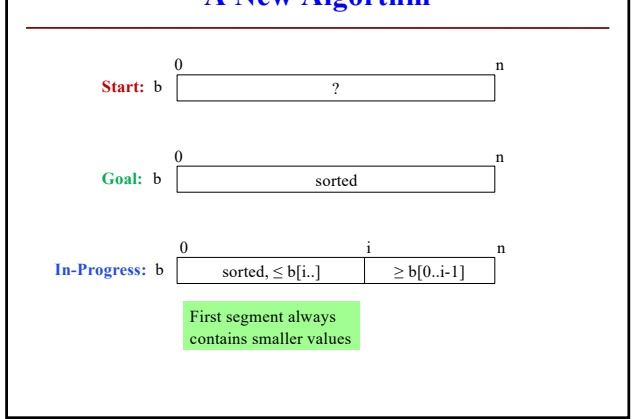 A New Algorithm
0 n
Start: b ?
0 n
Goal: b sorted
0 i n
In-Progress: b sorted, ≤ b[i..] ≥ b[0..i-1]
First segment always
contains smaller values